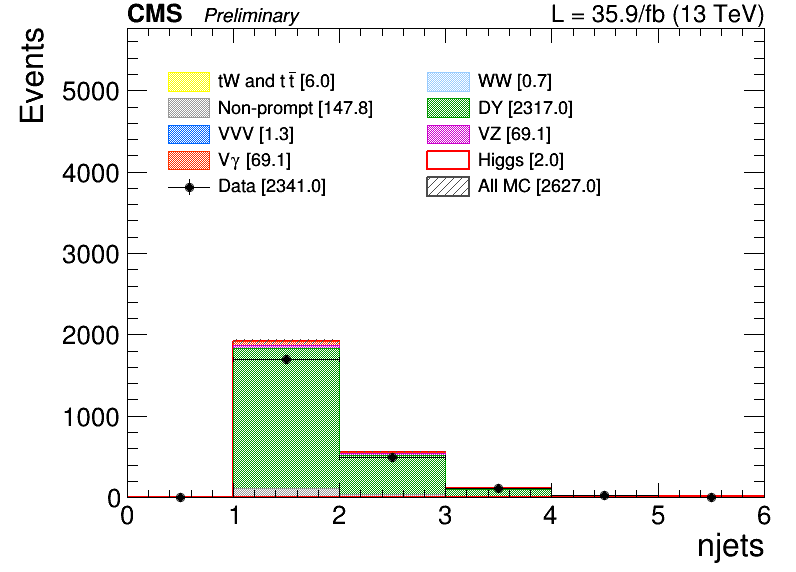 CMS Preliminary L = 35.9/fb (13 TeV)
Events
tW and t t̅ [6.0] WW [0.7]
Non-prompt [147.8] DY [2317.0]
VVV [1.3] VZ [69.1]
Vγ [69.1] Higgs [2.0]
Data [2341.0] All MC [2627.0]
5000
4000
3000
2000
1000
0
0 1 2 3 4 5 6
njets